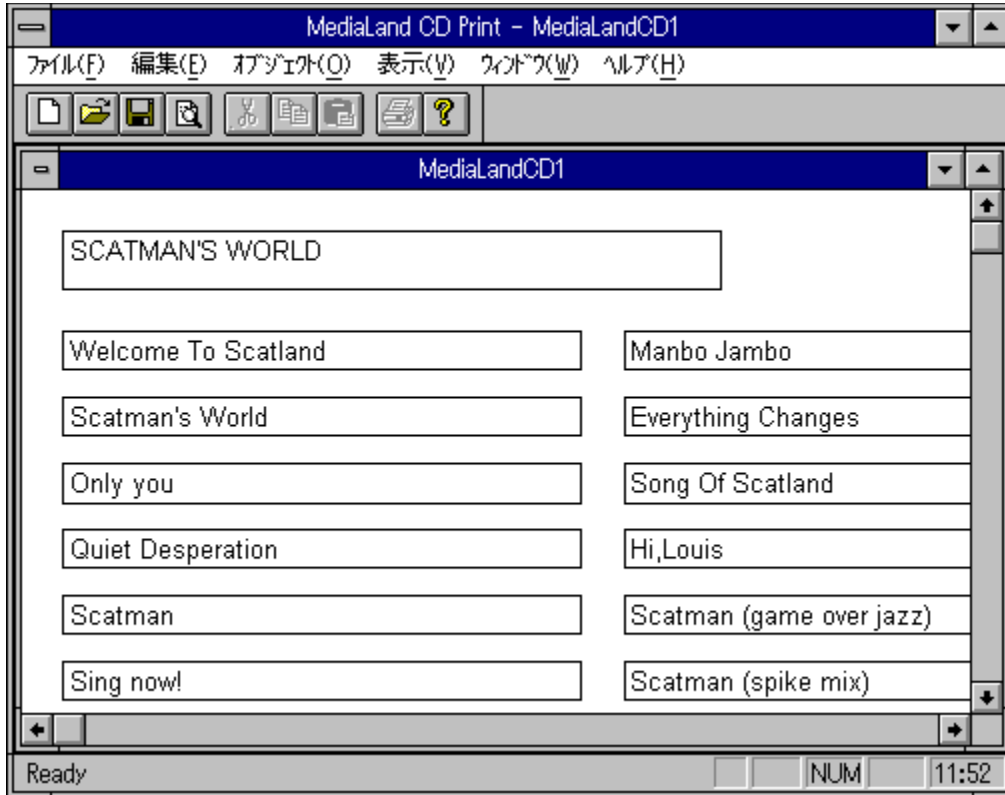 MediaLand CD Print - MediaLandCD1
ﾌｧｲﾙ(F) 編集(E) ｵﾌﾞｼﾞｪｸﾄ(O) 表示(V) ｳｨﾝﾄﾞｳ(W) ﾍﾙﾌﾟ(H)
MediaLandCD1
SCATMAN'S WORLD
Welcome To Scatland
Manbo Jambo
Scatman's World
Everything Changes
Only you
Song Of Scatland
Quiet Desperation
Hi,Louis
Scatman
Scatman (game over jazz)
Sing now!
Scatman (spike mix)
Ready NUM 11:52